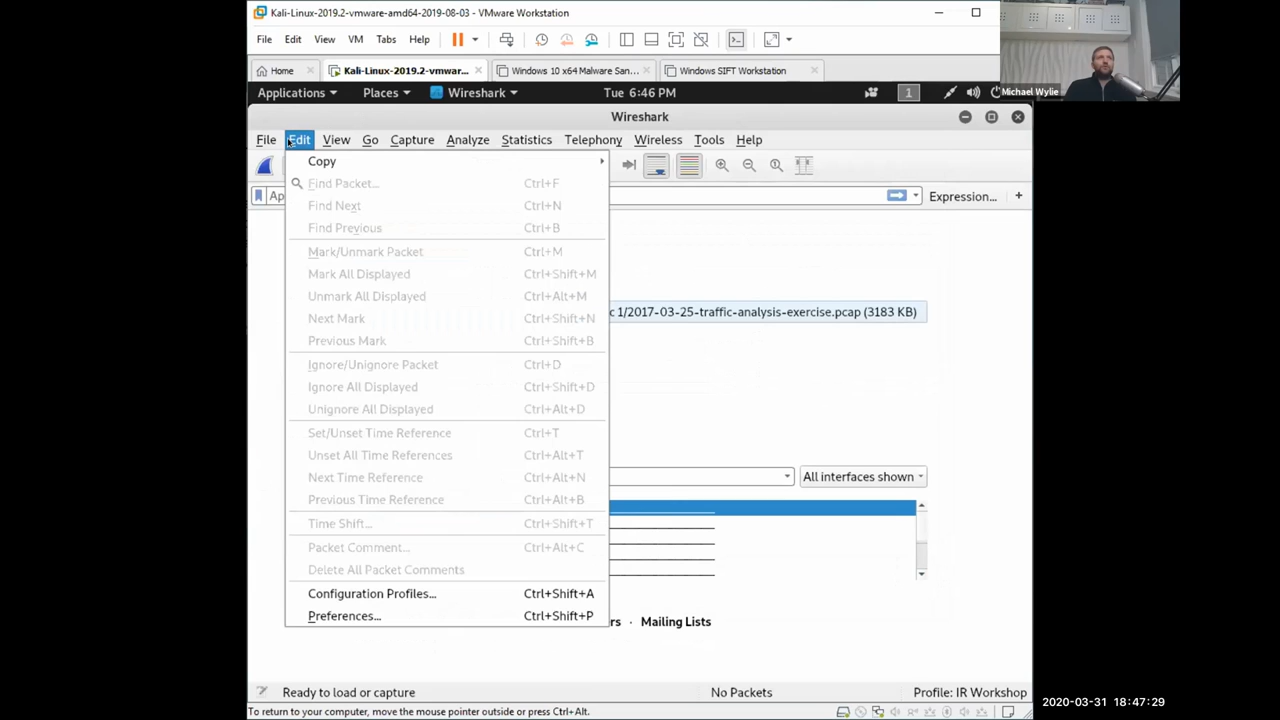 Kali-Linux-2019.2-vmware-amd64-2019-08-03 - VMware Workstation
File Edit View VM Tabs Help
Home Kali-Linux-2019.2-vmwar... Windows 10 x64 Malware San... Windows SIFT Workstation
Michael Wylie
Applications Places Wireshark Tue 6:46 PM 1
Wireshark
File Edit View Go Capture Analyze Statistics Telephony Wireless Tools Help
Copy
Find Packet... Ctrl+F
Ap Expression... +
Find Next Ctrl+N
Find Previous Ctrl+B
Mark/Unmark Packet Ctrl+M
Mark All Displayed Ctrl+Shift+M
Unmark All Displayed Ctrl+Alt+M
c 1/2017-03-25-traffic-analysis-exercise.pcap (3183 KB)
Next Mark Ctrl+Shift+N
Previous Mark Ctrl+Shift+B
Ignore/Unignore Packet Ctrl+D
Ignore All Displayed Ctrl+Shift+D
Unignore All Displayed Ctrl+Alt+D
Set/Unset Time Reference Ctrl+T
Unset All Time References Ctrl+Alt+T
Next Time Reference Ctrl+Alt+N
All interfaces shown
Previous Time Reference Ctrl+Alt+B
Time Shift... Ctrl+Shift+T
Packet Comment... Ctrl+Alt+C
Delete All Packet Comments
Configuration Profiles... Ctrl+Shift+A
Preferences... Ctrl+Shift+P
rs · Mailing Lists
Ready to load or capture No Packets Profile: IR Workshop
To return to your computer, move the mouse pointer outside or press Ctrl+Alt.
2020-03-31 18:47:29